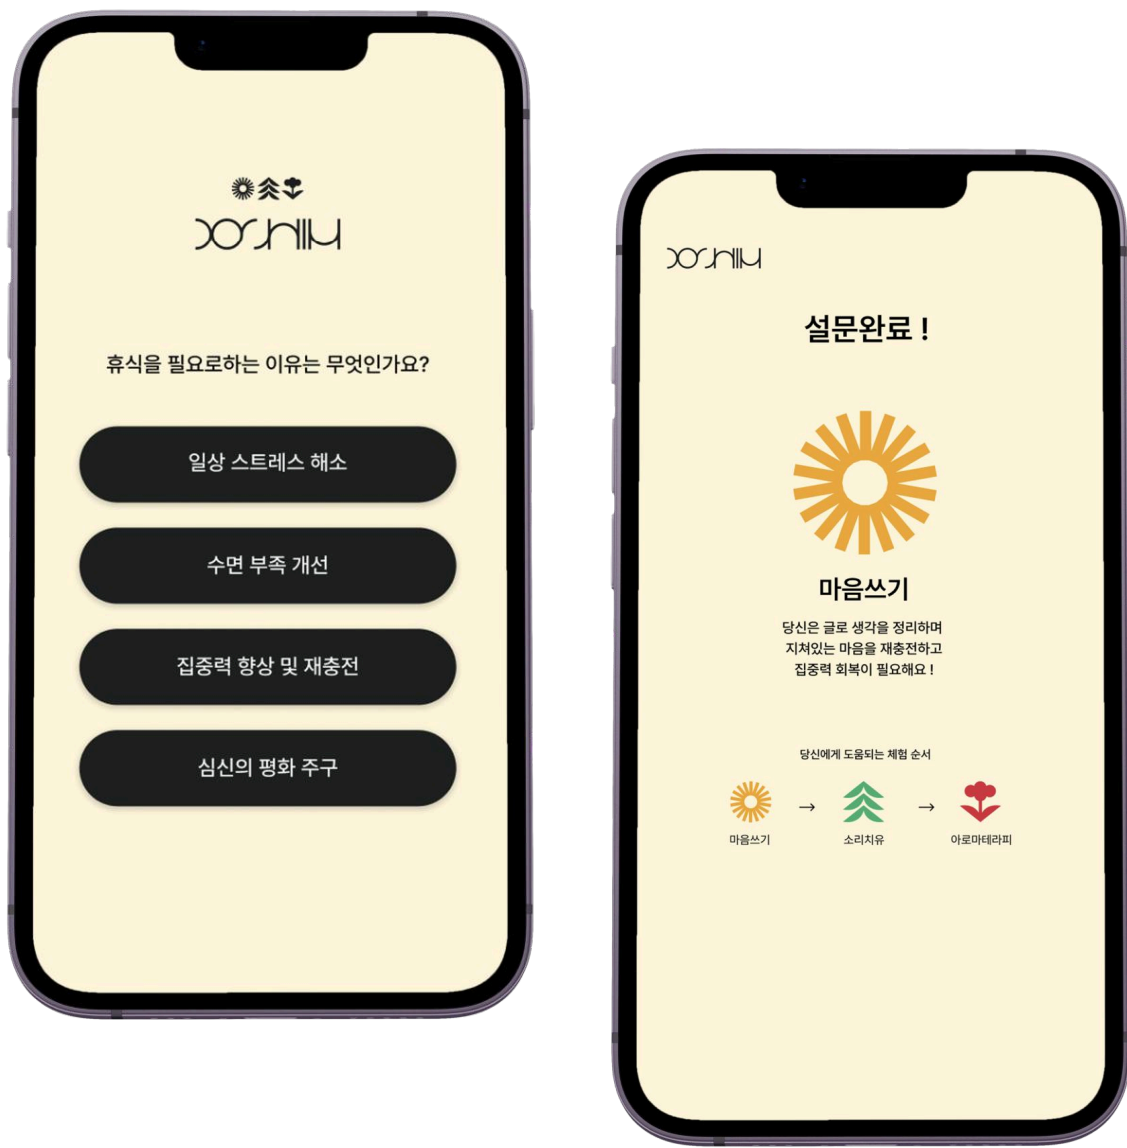 휴식을 필요로하는 이유는 무엇인가요?
일상 스트레스 해소
수면 부족 개선
집중력 향상 및 재충전
심신의 평화 주구
설문완료 !
마음쓰기
당신은 글로 생각을 정리하며
지쳐있는 마음을 재충전하고
집중력 회복이 필요해요 !
당신에게 도움되는 체험 순서
마음쓰기 → 소리치유 → 아로마테라피